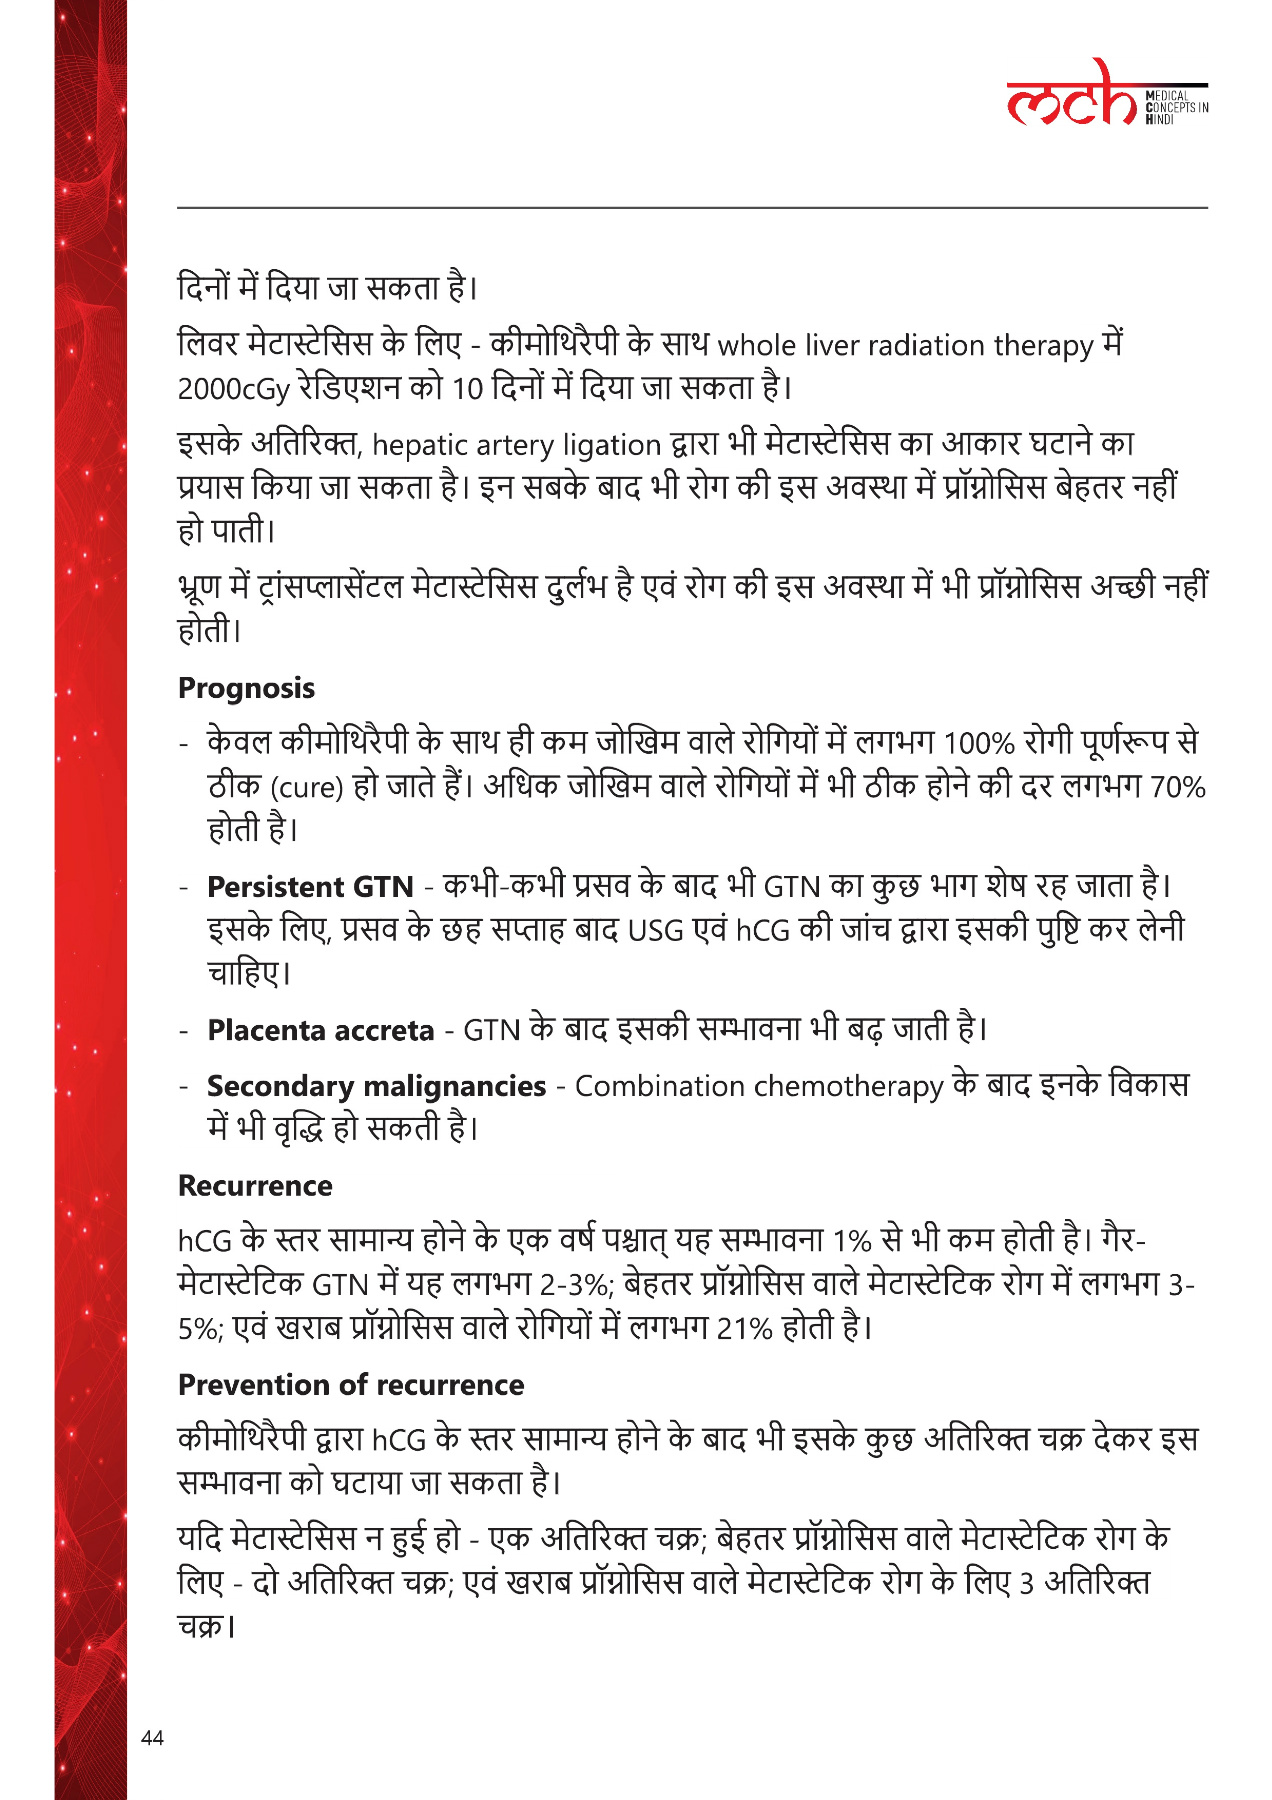 mch MEDICAL
CONCEPTS IN
HINDI
दिनों में दिया जा सकता है।
लिवर मेटास्टेसिस के लिए - कीमोथिरैपी के साथ whole liver radiation therapy में
2000cGy रेडिएशन को 10 दिनों में दिया जा सकता है।
इसके अतिरिक्त, hepatic artery ligation द्वारा भी मेटास्टेसिस का आकार घटाने का
प्रयास किया जा सकता है। इन सबके बाद भी रोग की इस अवस्था में प्रॉग्नोसिस बेहतर नहीं
हो पाती।
भ्रूण में ट्रांसप्लासेंटल मेटास्टेसिस दुर्लभ है एवं रोग की इस अवस्था में भी प्रॉग्नोसिस अच्छी नहीं
होती।
Prognosis
- केवल कीमोथिरैपी के साथ ही कम जोखिम वाले रोगियों में लगभग 100% रोगी पूर्णरूप से
ठीक (cure) हो जाते हैं। अधिक जोखिम वाले रोगियों में भी ठीक होने की दर लगभग 70%
होती है।
- Persistent GTN - कभी-कभी प्रसव के बाद भी GTN का कुछ भाग शेष रह जाता है।
इसके लिए, प्रसव के छह सप्ताह बाद USG एवं hCG की जांच द्वारा इसकी पुष्टि कर लेनी
चाहिए।
- Placenta accreta - GTN के बाद इसकी सम्भावना भी बढ़ जाती है।
- Secondary malignancies - Combination chemotherapy के बाद इनके विकास
में भी वृद्धि हो सकती है।
Recurrence
hCG के स्तर सामान्य होने के एक वर्ष पश्चात् यह सम्भावना 1% से भी कम होती है। गैर-
मेटास्टेटिक GTN में यह लगभग 2-3%; बेहतर प्रॉग्नोसिस वाले मेटास्टेटिक रोग में लगभग 3-
5%; एवं खराब प्रॉग्नोसिस वाले रोगियों में लगभग 21% होती है।
Prevention of recurrence
कीमोथिरैपी द्वारा hCG के स्तर सामान्य होने के बाद भी इसके कुछ अतिरिक्त चक्र देकर इस
सम्भावना को घटाया जा सकता है।
यदि मेटास्टेसिस न हुई हो - एक अतिरिक्त चक्र; बेहतर प्रॉग्नोसिस वाले मेटास्टेटिक रोग के
लिए - दो अतिरिक्त चक्र; एवं खराब प्रॉग्नोसिस वाले मेटास्टेटिक रोग के लिए 3 अतिरिक्त
चक्र।
44